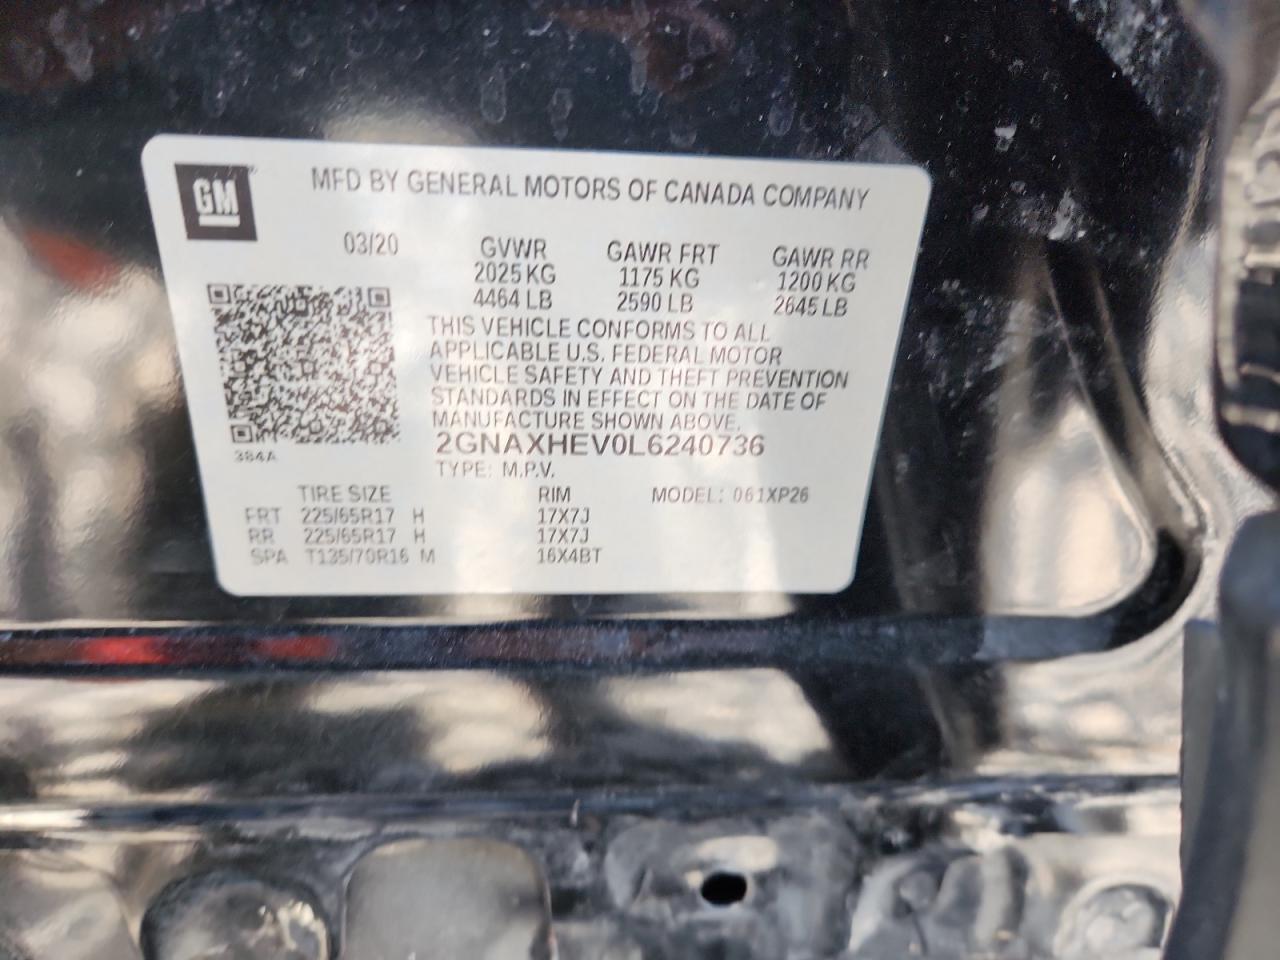 GM
MFD BY GENERAL MOTORS OF CANADA COMPANY
03/20 GVWR GAWR FRT GAWR RR
2025 KG 1175 KG 1200 KG
4464 LB 2590 LB 2645 LB
THIS VEHICLE CONFORMS TO ALL
APPLICABLE U.S. FEDERAL MOTOR
VEHICLE SAFETY AND THEFT PREVENTION
STANDARDS IN EFFECT ON THE DATE OF
MANUFACTURE SHOWN ABOVE.
2GNAXHEV0L6240736
384A
TYPE: M.P.V.
TIRE SIZE RIM MODEL: 061XP26
FRT 225/65R17 H 17X7J
RR 225/65R17 H 17X7J
SPA T135/70R16 M 16X4BT